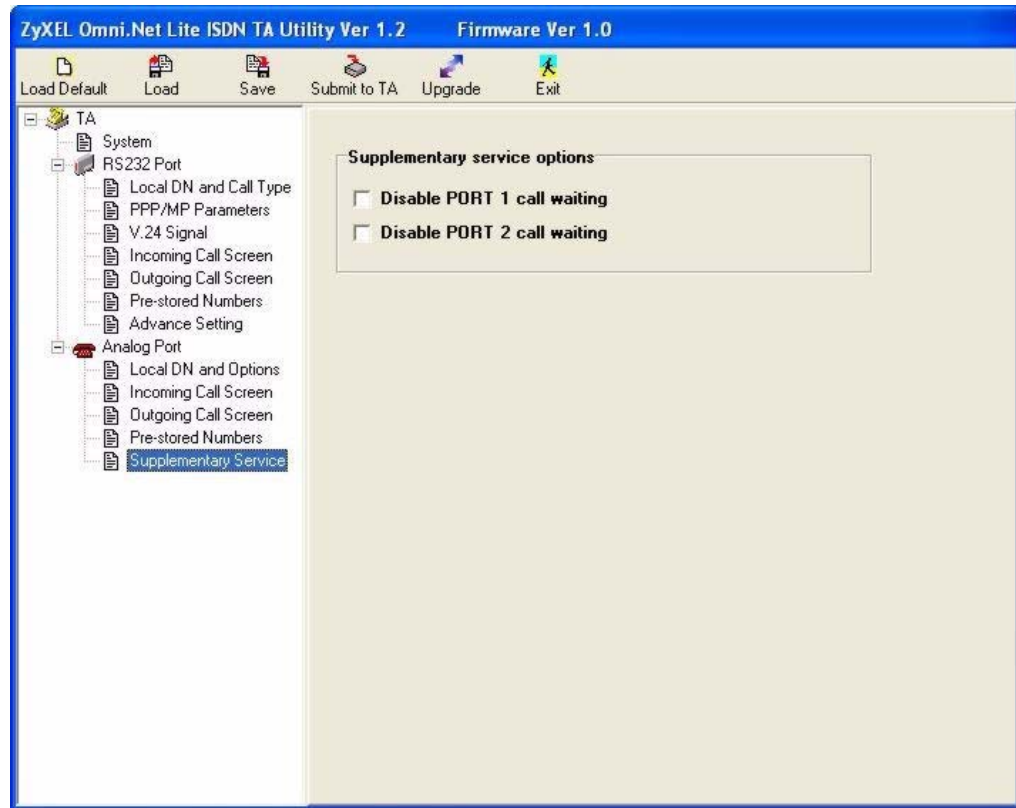 ZyXEL Omni.Net Lite ISDN TA Utility Ver 1.2 Firmware Ver 1.0
Load Default Load Save Submit to TA Upgrade Exit
TA
System
RS232 Port
Local DN and Call Type
PPP/MP Parameters
V.24 Signal
Incoming Call Screen
Outgoing Call Screen
Pre-stored Numbers
Advance Setting
Analog Port
Local DN and Options
Incoming Call Screen
Outgoing Call Screen
Pre-stored Numbers
Supplementary Service
Supplementary service options
Disable PORT 1 call waiting
Disable PORT 2 call waiting